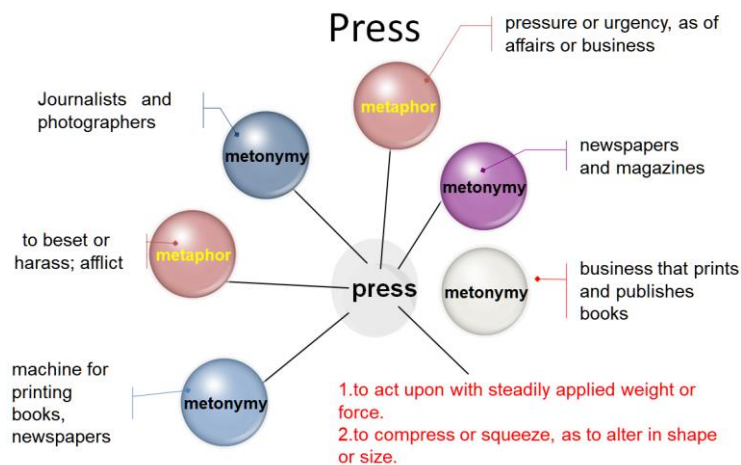 Press
pressure or urgency, as of
affairs or business
metaphor
Journalists and
photographers
metonymy
newspapers
and magazines
metonymy
to beset or
harass; afflict
metaphor
press
business that prints
and publishes
books
metonymy
machine for
printing
books,
newspapers
metonymy
1.to act upon with steadily applied weight or
force.
2.to compress or squeeze, as to alter in shape
or size.